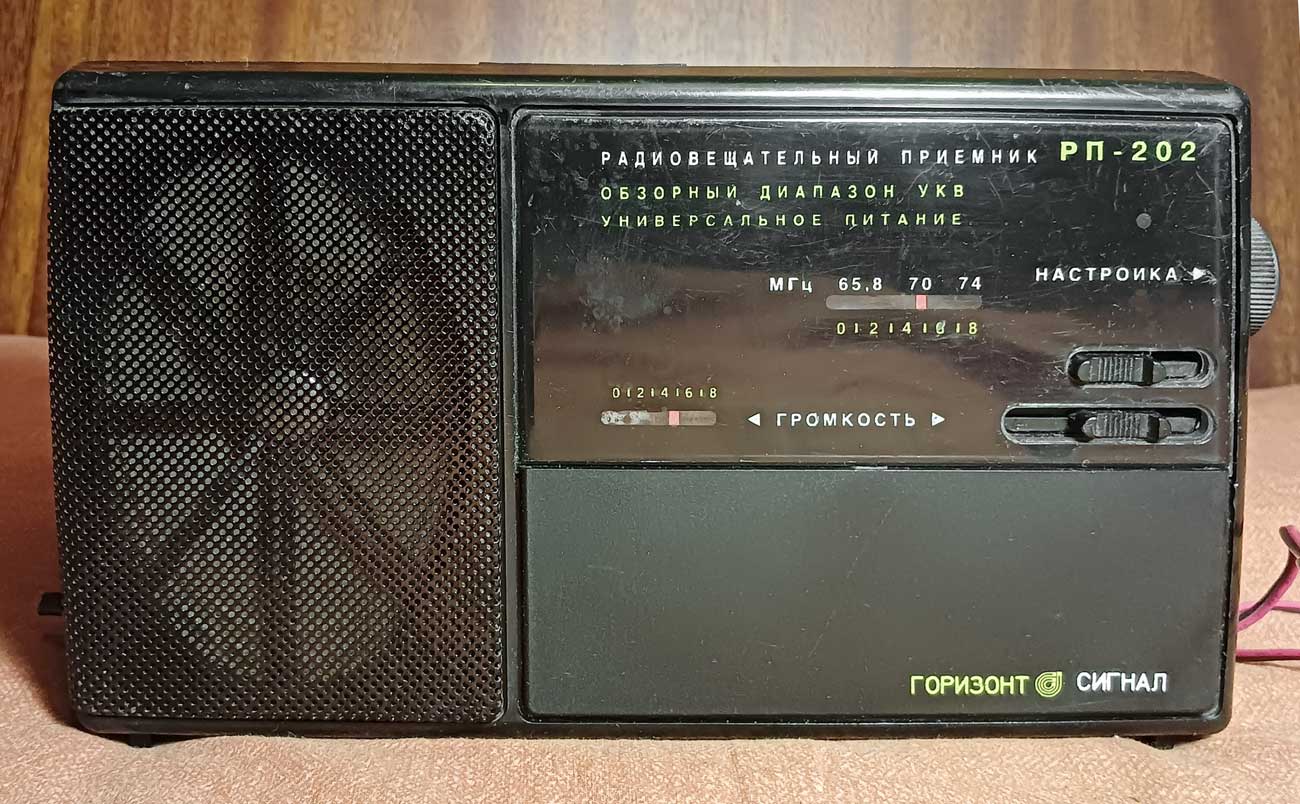 РАДИОВЕЩАТЕЛЬНЫЙ ПРИЕМНИК РП-202
ОБЗОРНЫЙ ДИАПАЗОН УКВ
УНИВЕРСАЛЬНОЕ ПИТАНИЕ
НАСТРОЙКА ▶
МГц 65,8 70 74
0 I 2 I 4 I 6 I 8
0 I 2 I 4 I 6 I 8
◀ ГРОМКОСТЬ ▶
ГОРИЗОНТ СИГНАЛ